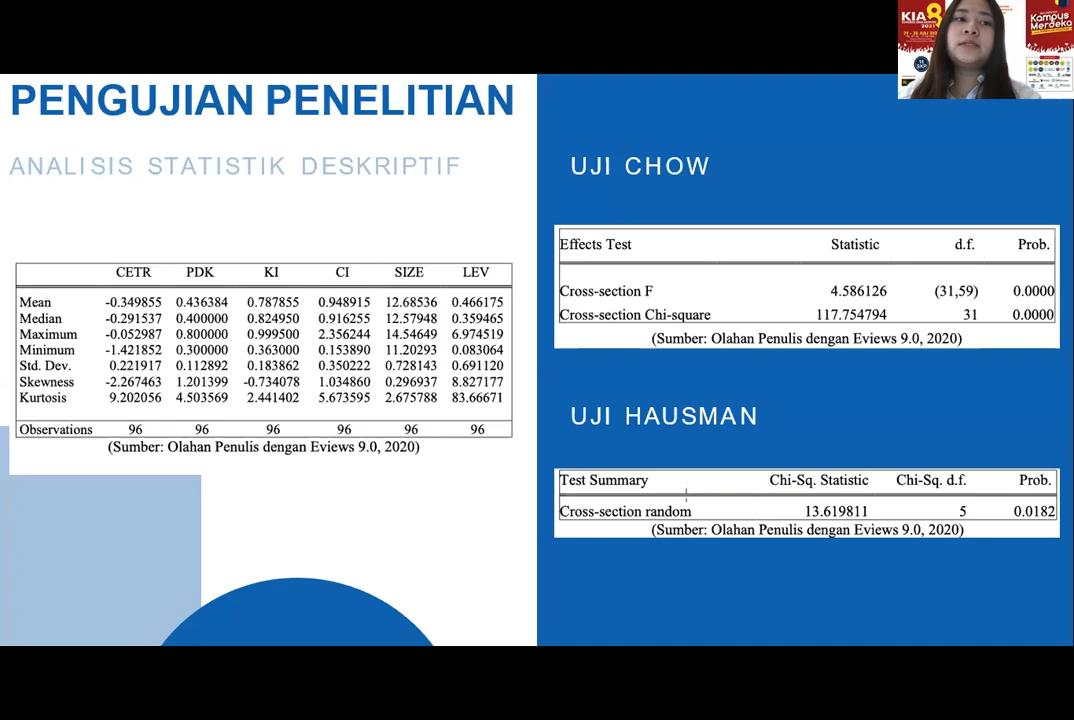 PENGUJIAN PENELITIAN
ANALISIS STATISTIK DESKRIPTIF
CETR PDK KI CI SIZE LEV
Mean -0.349855 0.436384 0.787855 0.948915 12.68536 0.466175
Median -0.291537 0.400000 0.824950 0.916255 12.57948 0.359465
Maximum -0.052987 0.800000 0.999500 2.356244 14.54649 6.974519
Minimum -1.421852 0.300000 0.363000 0.153890 11.20293 0.083064
Std. Dev. 0.221917 0.112892 0.183862 0.350222 0.728143 0.691120
Skewness -2.267463 1.201399 -0.734078 1.034860 0.296937 8.827177
Kurtosis 9.202056 4.503569 2.441402 5.673595 2.675788 83.66671
Observations 96 96 96 96 96 96
(Sumber: Olahan Penulis dengan Eviews 9.0, 2020)
UJI CHOW
Effects Test Statistic d.f. Prob.
Cross-section F 4.586126 (31,59) 0.0000
Cross-section Chi-square 117.754794 31 0.0000
(Sumber: Olahan Penulis dengan Eviews 9.0, 2020)
UJI HAUSMAN
Test Summary Chi-Sq. Statistic Chi-Sq. d.f. Prob.
Cross-section random 13.619811 5 0.0182
(Sumber: Olahan Penulis dengan Eviews 9.0, 2020)
KIA8
Kampus
Merdeka